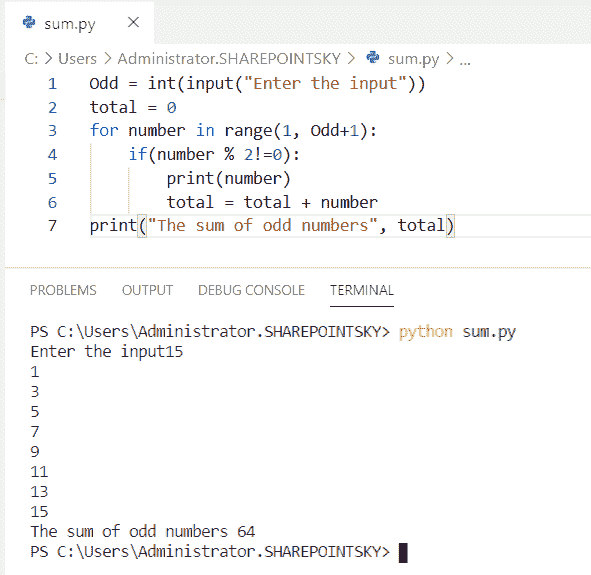 sum.py
C: > Users > Administrator.SHAREPOINTSKY > sum.py > ...
1 Odd = int(input("Enter the input"))
2 total = 0
3 for number in range(1, Odd+1):
4     if(number % 2!=0):
5         print(number)
6         total = total + number
7 print("The sum of odd numbers", total)
PROBLEMS OUTPUT DEBUG CONSOLE TERMINAL
PS C:\Users\Administrator.SHAREPOINTSKY> python sum.py
Enter the input15
1
3
5
7
9
11
13
15
The sum of odd numbers 64
PS C:\Users\Administrator.SHAREPOINTSKY>